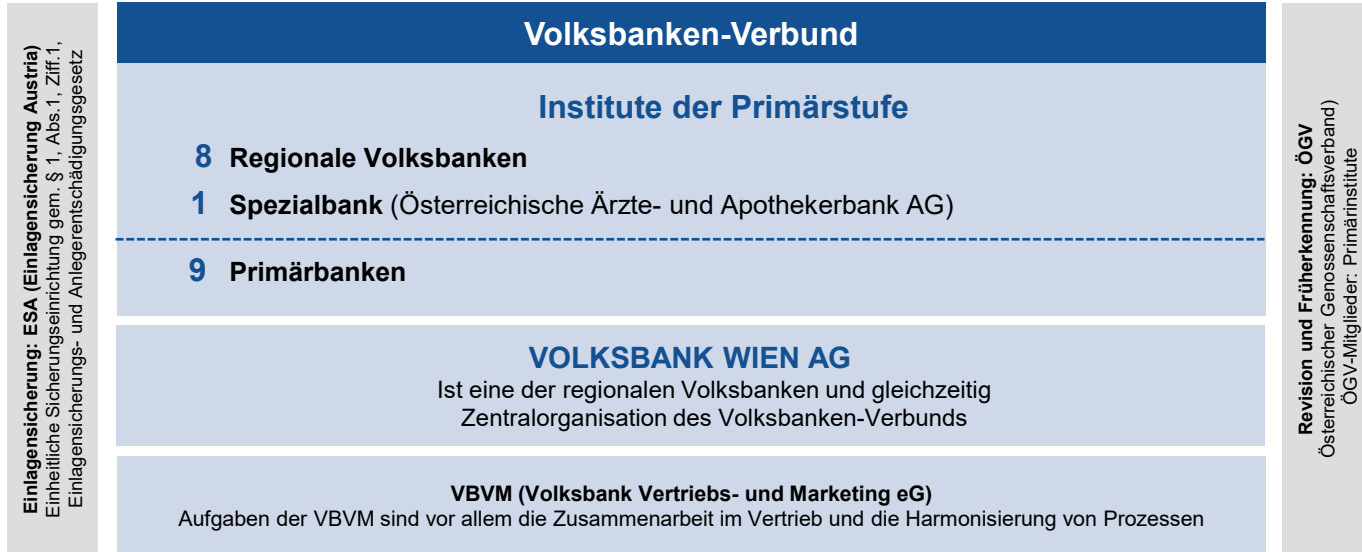 Einlagensicherung: ESA (Einlagensicherung Austria)
Einheitliche Sicherungseinrichtung gem. § 1, Abs.1, Ziff.1,
Einlagensicherungs- und Anlegerentschädigungsgesetz
Volksbanken-Verbund
Institute der Primärstufe
8 Regionale Volksbanken
1 Spezialbank (Österreichische Ärzte- und Apothekerbank AG)
9 Primärbanken
VOLKSBANK WIEN AG
Ist eine der regionalen Volksbanken und gleichzeitig
Zentralorganisation des Volksbanken-Verbunds
VBVM (Volksbank Vertriebs- und Marketing eG)
Aufgaben der VBVM sind vor allem die Zusammenarbeit im Vertrieb und die Harmonisierung von Prozessen
Revision und Früherkennung: ÖGV
Österreichischer Genossenschaftsverband)
ÖGV-Mitglieder: Primärinstitute